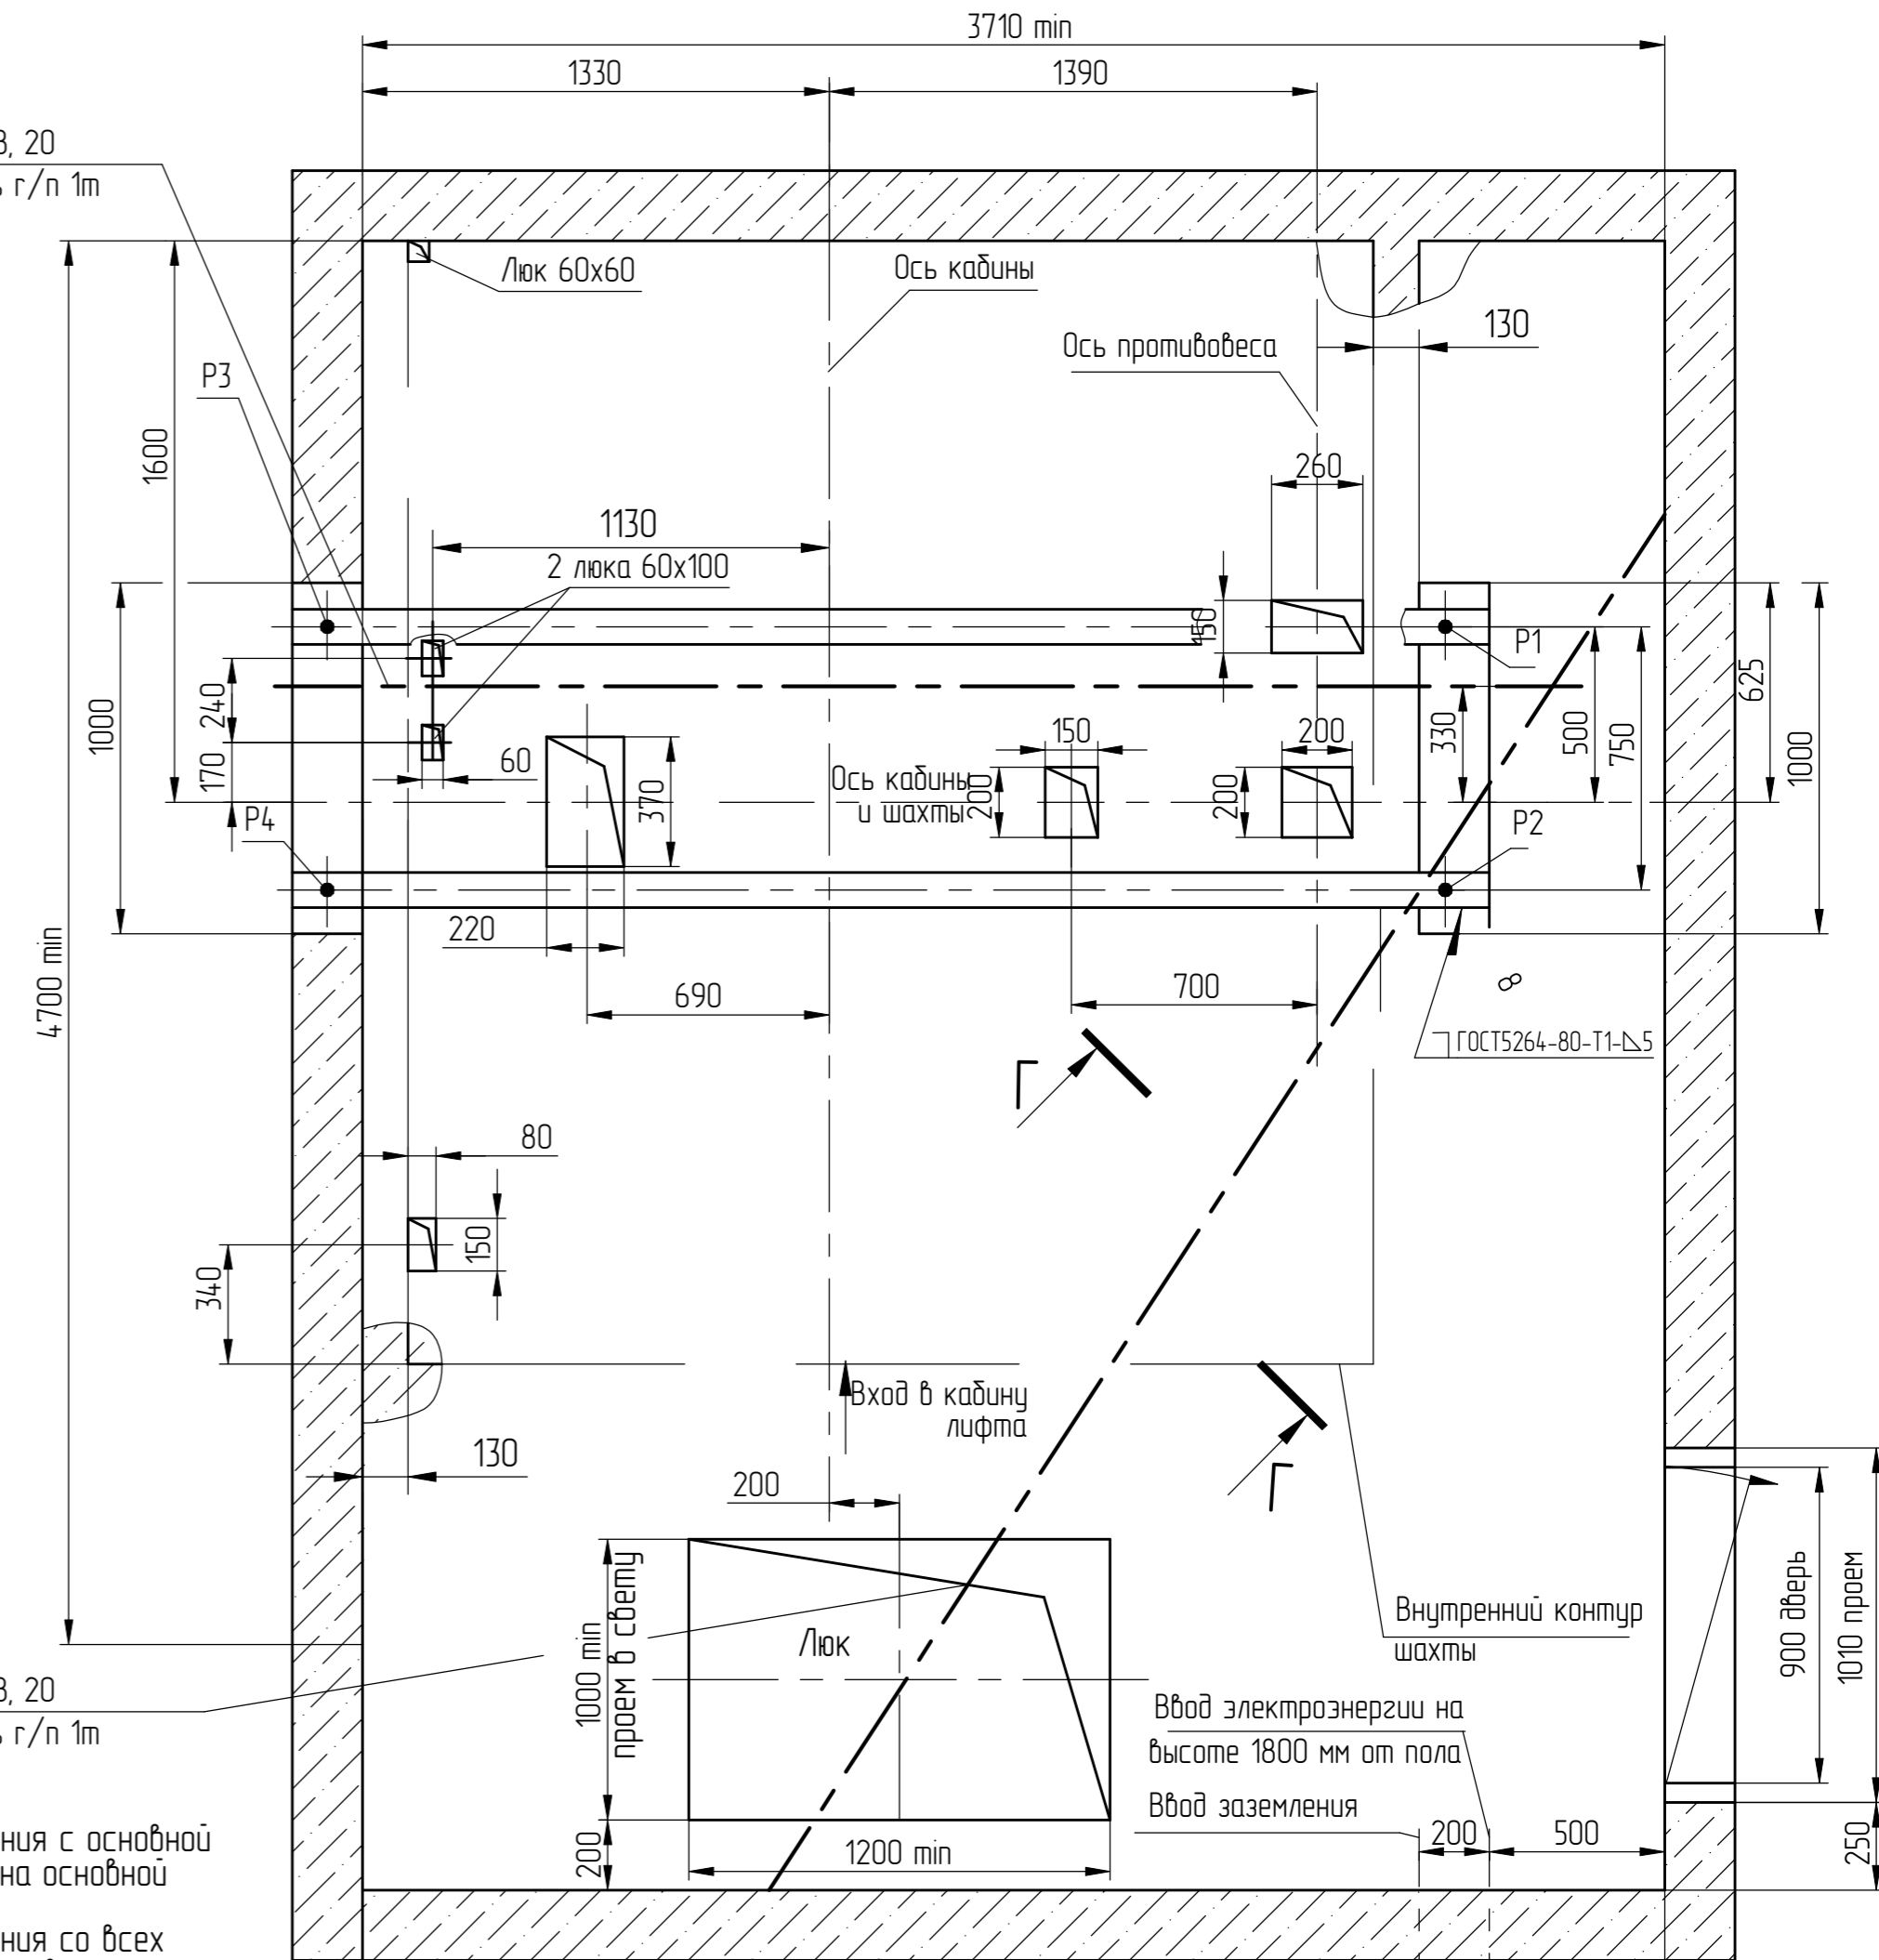 3710 min
1330
1390
3, 20
г/п 1т
Люк 60х60
Ось кабины
130
Ось противовеса
Р3
1600
260
1130
2 люка 60х100
150
Р1
625
240
1000
330
500
750
1000
170
60
370
Ось кабины
и шахты
150
200
200
200
Р4
Р2
220
690
700
8
ГОСТ5264-80-Т1-⊿5
4700 min
80
150
340
Вход в кабину
лифта
130
200
1000 min
проем в свету
Люк
Внутренний контур
шахты
900 дверь
1010 проем
3, 20
г/п 1т
Ввод электроэнергии на
высоте 1800 мм от пола
Ввод заземления
200
1200 min
200
500
250
Г
Г
ния с основной
на основной
ния со всех